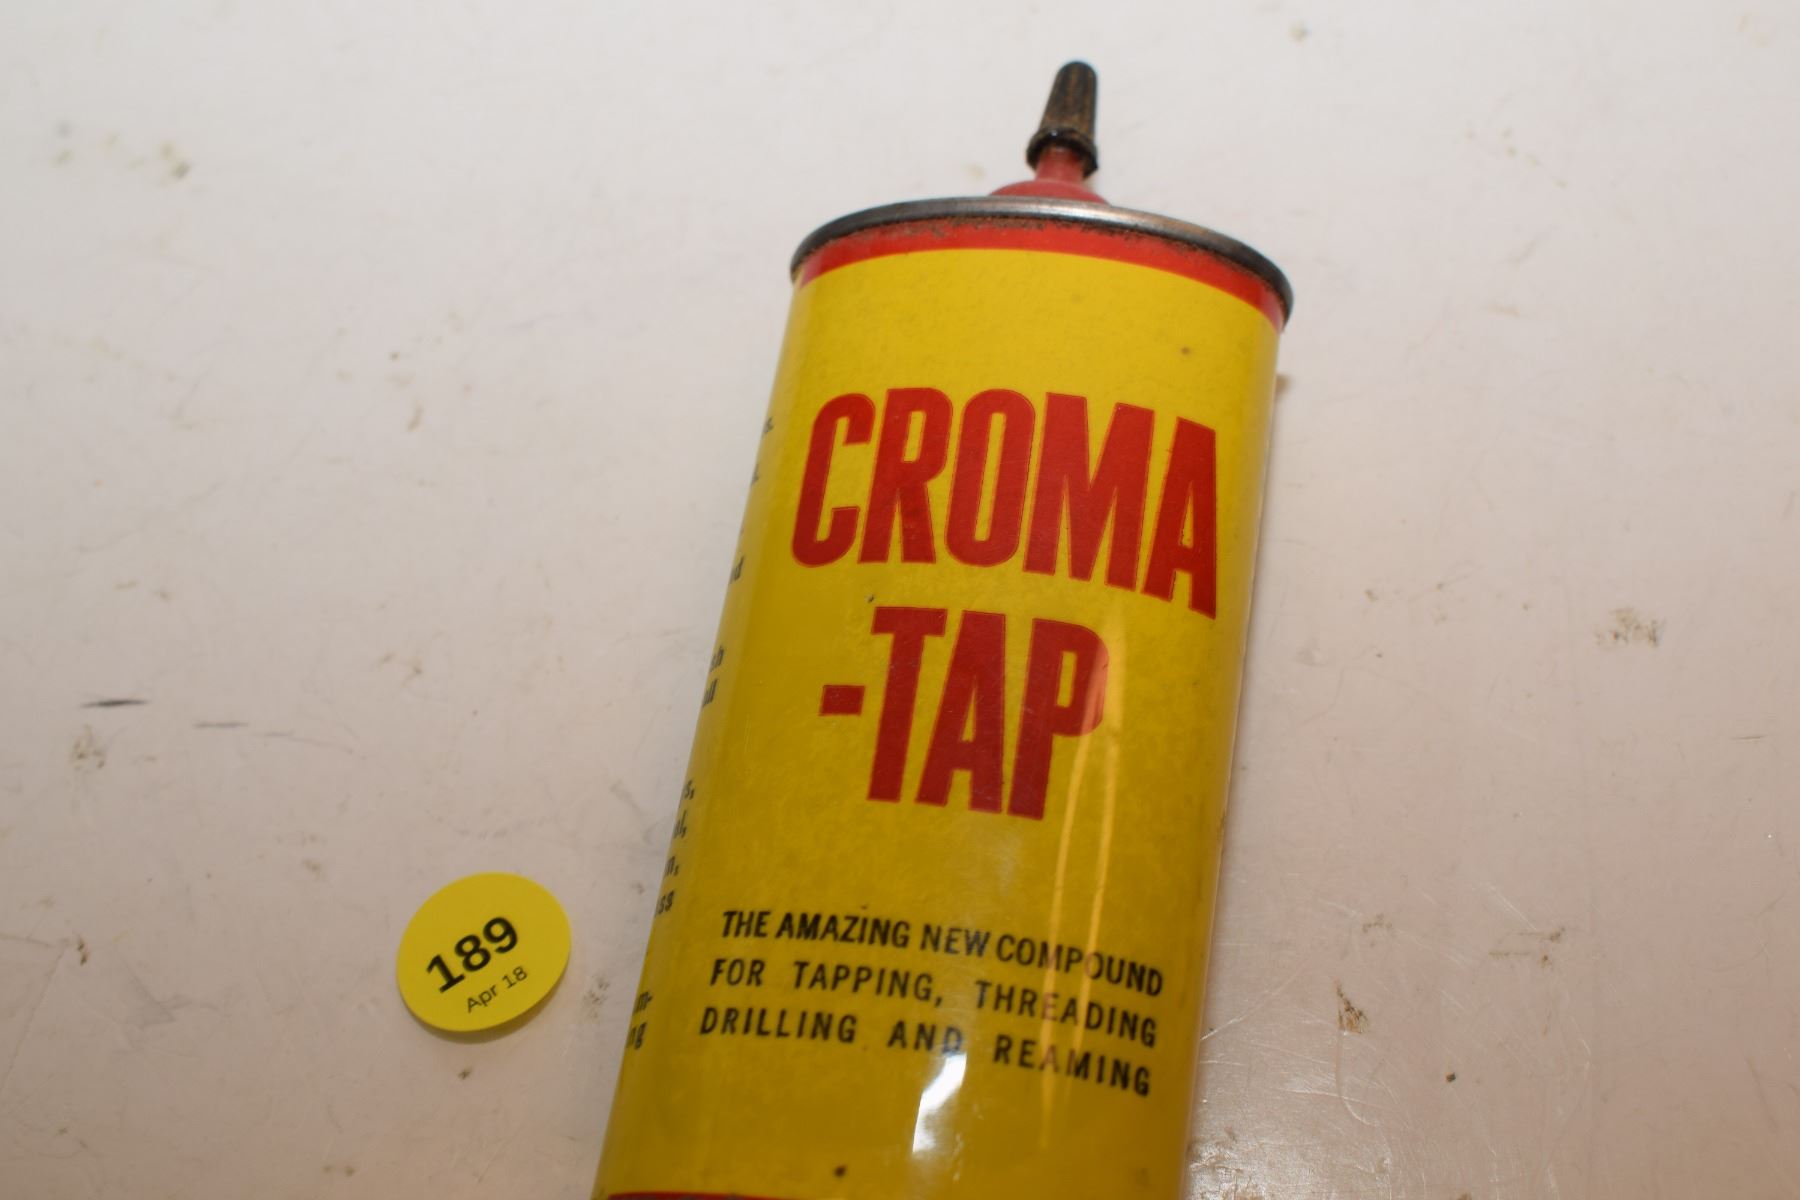 CROMA
-TAP
THE AMAZING NEW COMPOUND
FOR TAPPING, THREADING
DRILLING AND REAMING
189
Apr 18